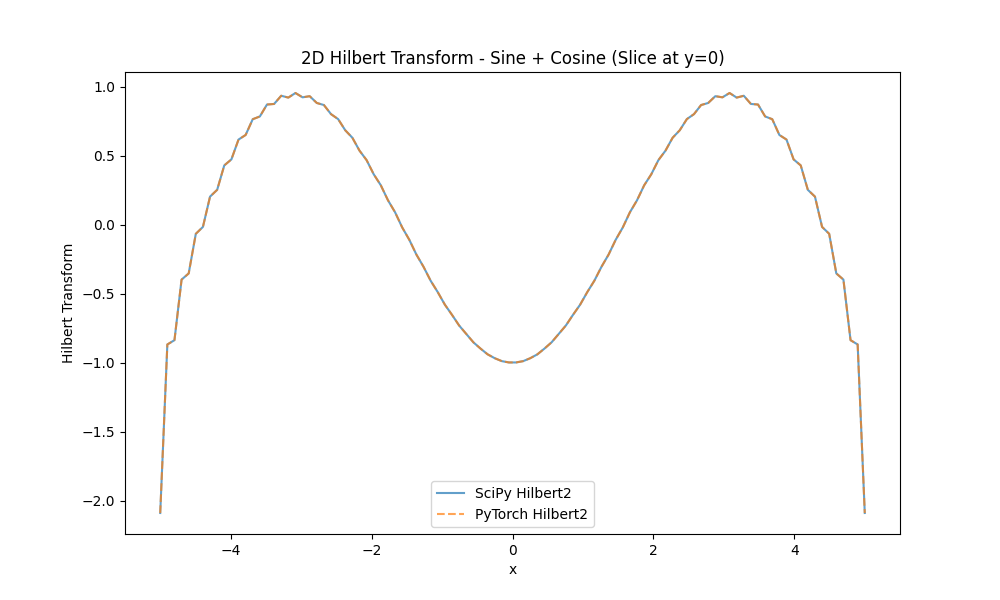 2D Hilbert Transform - Sine + Cosine (Slice at y=0)
Hilbert Transform
1.0
0.5
0.0
−0.5
−1.0
−1.5
−2.0
SciPy Hilbert2
PyTorch Hilbert2
−4
−2
0
2
4
x